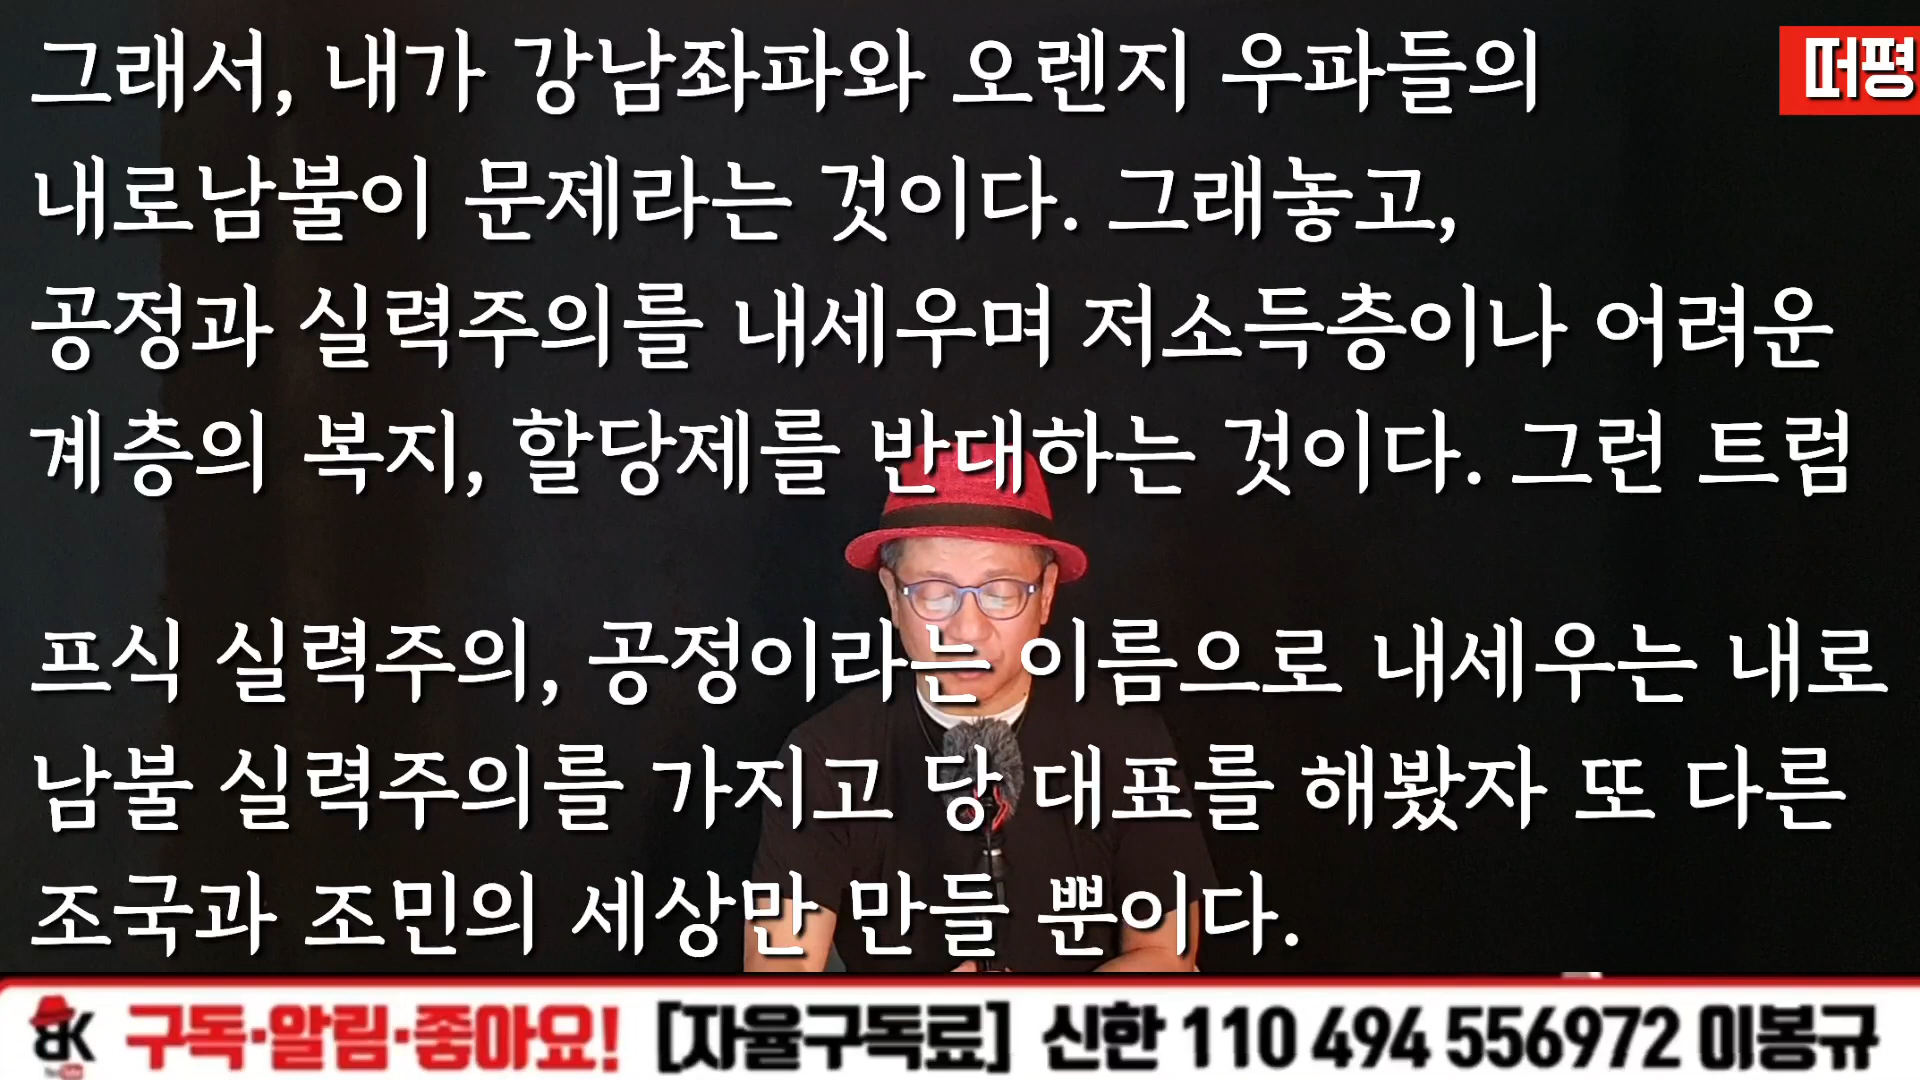 그래서, 내가 강남좌파와 오렌지 우파들의
떠평
내로남불이 문제라는 것이다. 그래놓고,
공정과 실력주의를 내세우며 저소득층이나 어려운
계층의 복지, 할당제를 반대하는 것이다. 그런 트럼
프식 실력주의, 공정이라는 이름으로 내세우는 내로
남불 실력주의를 가지고 당 대표를 해봤자 또 다른
조국과 조민의 세상만 만들 뿐이다.
BK 구독·알림·좋아요! [자율구독료] 신한 110 494 556972 이봉규